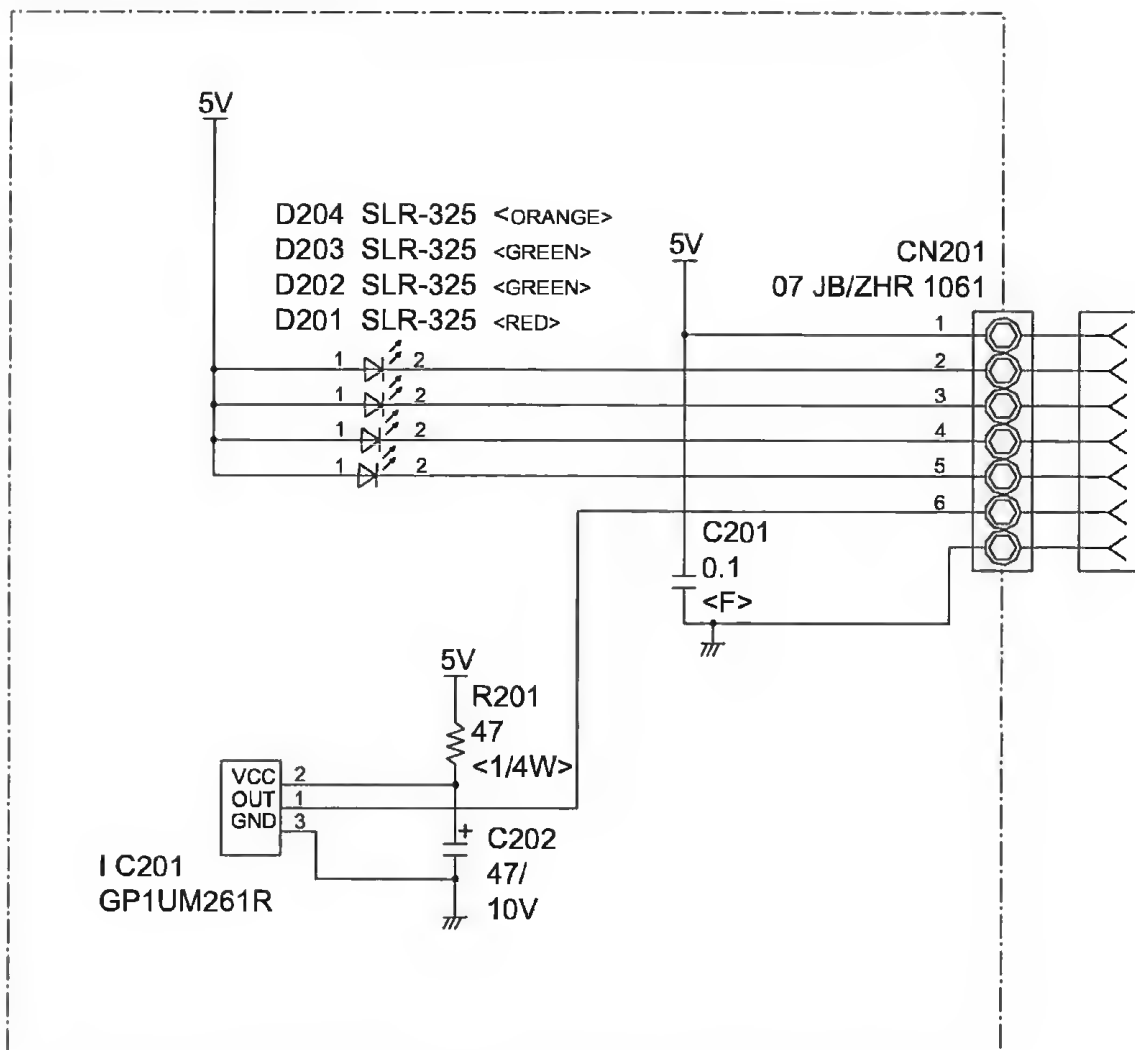 5V
D204 SLR-325 <ORANGE>
D203 SLR-325 <GREEN>
D202 SLR-325 <GREEN>
D201 SLR-325 <RED>
5V
CN201
07 JB/ZHR 1061
1
1 2 2
1 2 3
1 2 4
1 2 5
6
C201
0.1
<F>
5V
R201
47
<1/4W>
VCC 2
OUT 1
GND 3
+ C202
47/
10V
I C201
GP1UM261R